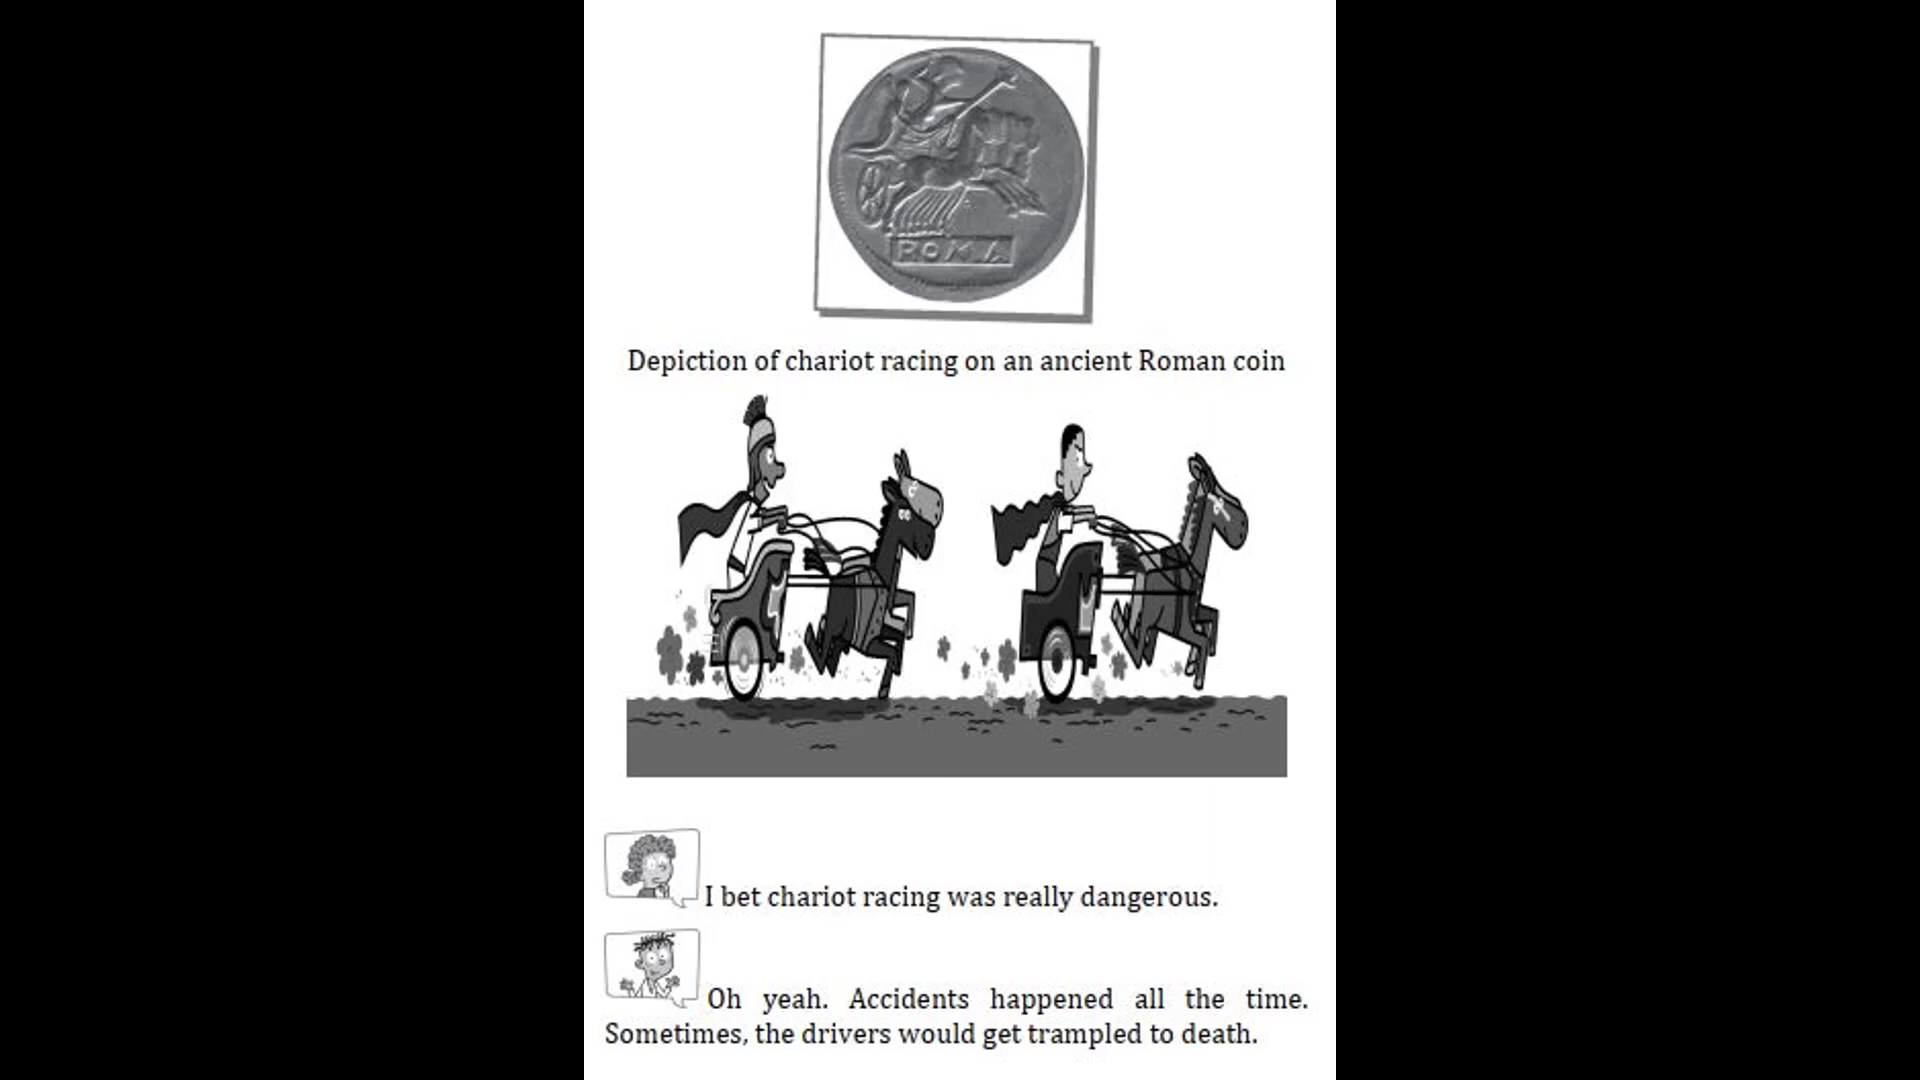 ROMA
Depiction of chariot racing on an ancient Roman coin
I bet chariot racing was really dangerous.
Oh yeah. Accidents happened all the time.
Sometimes, the drivers would get trampled to death.